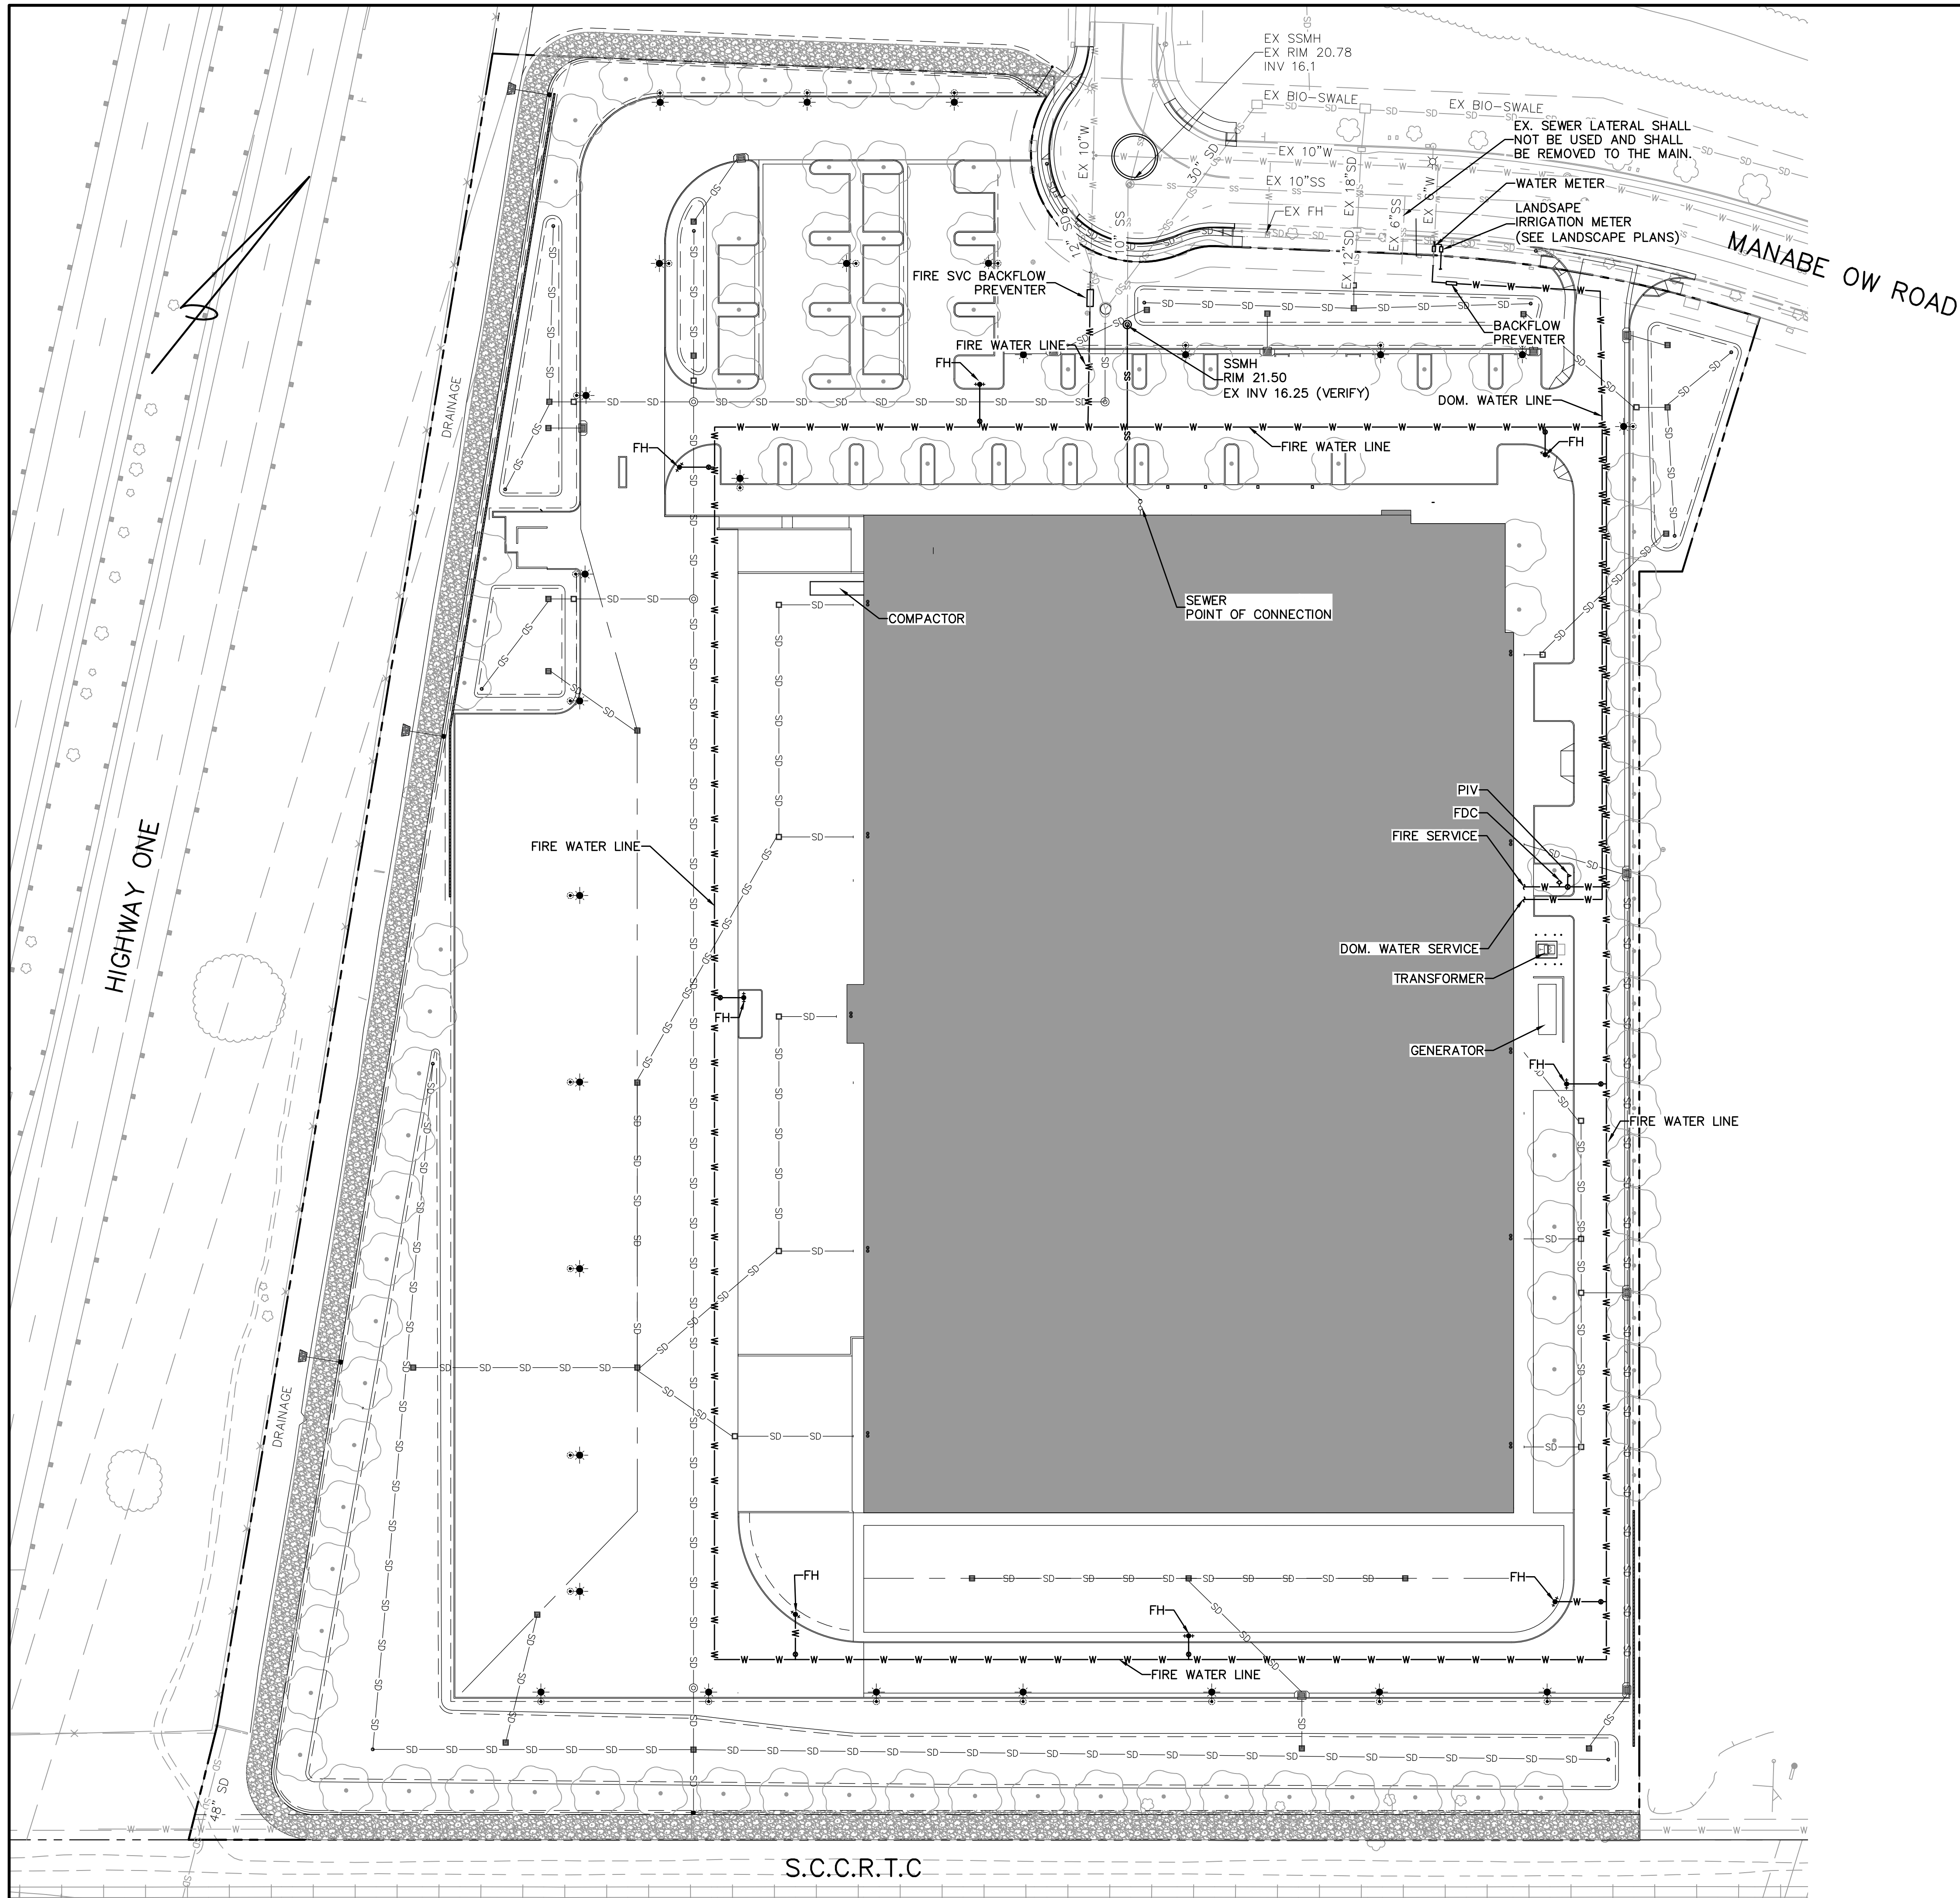 EX SSMH
EX RIM 20.78
INV 16.1
EX BIO-SWALE
EX BIO-SWALE
EX. SEWER LATERAL SHALL
NOT BE USED AND SHALL
BE REMOVED TO THE MAIN.
WATER METER
LANDSAPE
IRRIGATION METER
(SEE LANDSCAPE PLANS)
MANABE OW ROAD
EX 10"W
EX 10"W
30" SD
EX 10"SS
EX 18"SD
EX 6"W
EX 6"SS
EX FH
12" SD
10" SS
EX 12"SD
FIRE SVC BACKFLOW
PREVENTER
BACKFLOW
PREVENTER
FIRE WATER LINE
FH
SSMH
RIM 21.50
EX INV 16.25 (VERIFY)
DOM. WATER LINE
DRAINAGE
FH
FIRE WATER LINE
FH
COMPACTOR
SEWER
POINT OF CONNECTION
HIGHWAY ONE
FIRE WATER LINE
PIV
FDC
FIRE SERVICE
DOM. WATER SERVICE
TRANSFORMER
FH
GENERATOR
FH
FIRE WATER LINE
DRAINAGE
FH
FH
FH
FIRE WATER LINE
48" SD
S.C.C.R.T.C